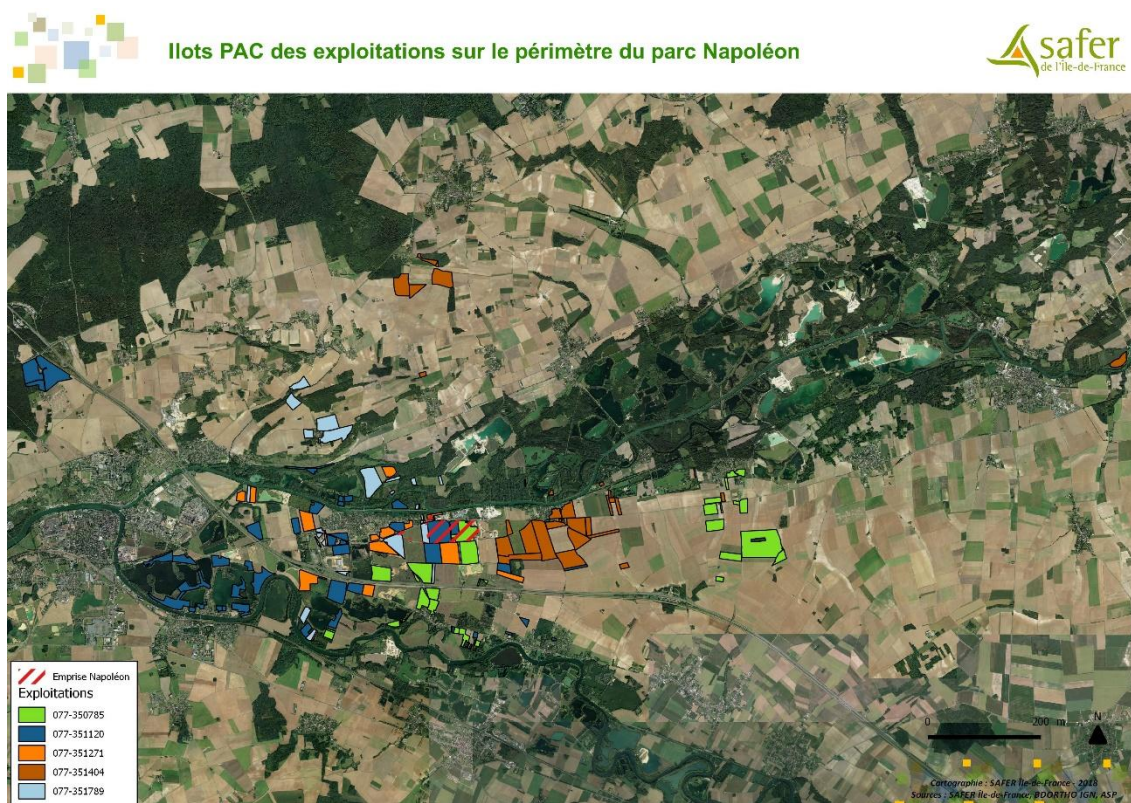 Ilots PAC des exploitations sur le périmètre du parc Napoléon
safer
de l'Île-de-France
Emprise Napoléon
Exploitations
077-350785
077-351120
077-351271
077-351404
077-351789
0 200 m
N
Cartographie : SAFER Île-de-France - 2018
Sources : SAFER Île-de-France, BDORTHO IGN, ASP